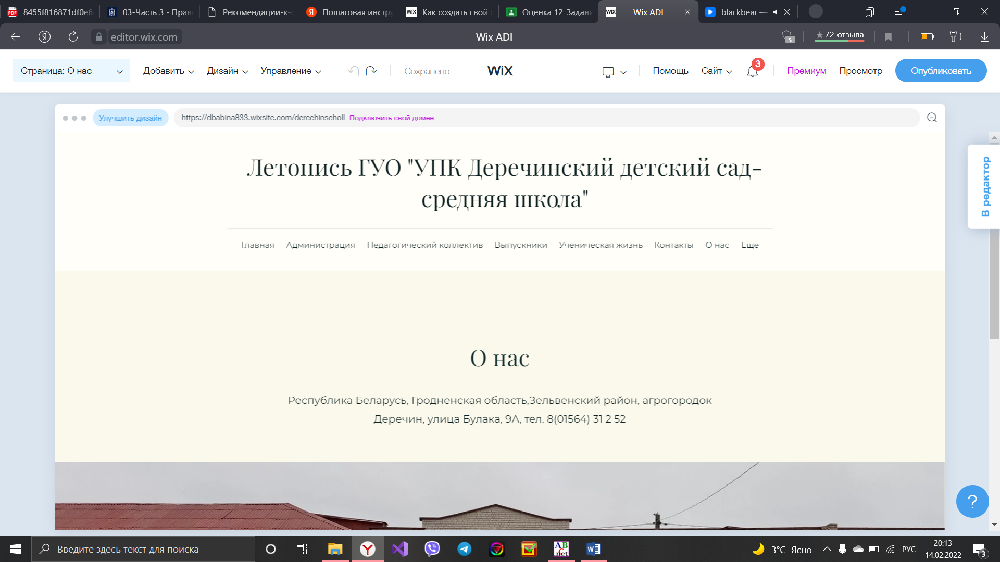 8455f816871df0e6
03-Часть 3 - Прав
Рекомендации-к-
Пошаговая инстру
Как создать свой
Оценка 12_Задани
Wix ADI
blackbear —
editor.wix.com
Wix ADI
5
★72 отзыва
Страница: О нас
Добавить
Дизайн
Управление
Сохранено
WiX
Помощь
Сайт
3
Премиум
Просмотр
Опубликовать
Улучшить дизайн
https://dbabina833.wixsite.com/derechinscholl
Подключить свой домен
В редактор
Летопись ГУО "УПК Деречинский детский сад-
средняя школа"
Главная Администрация Педагогический коллектив Выпускники Ученическая жизнь Контакты О нас Еще
О нас
Республика Беларусь, Гродненская область,Зельвенский район, агрогородок
Деречин, улица Булака, 9А, тел. 8(01564) 31 2 52
?
Введите здесь текст для поиска
3°C Ясно
РУС
20:13
14.02.2022
3